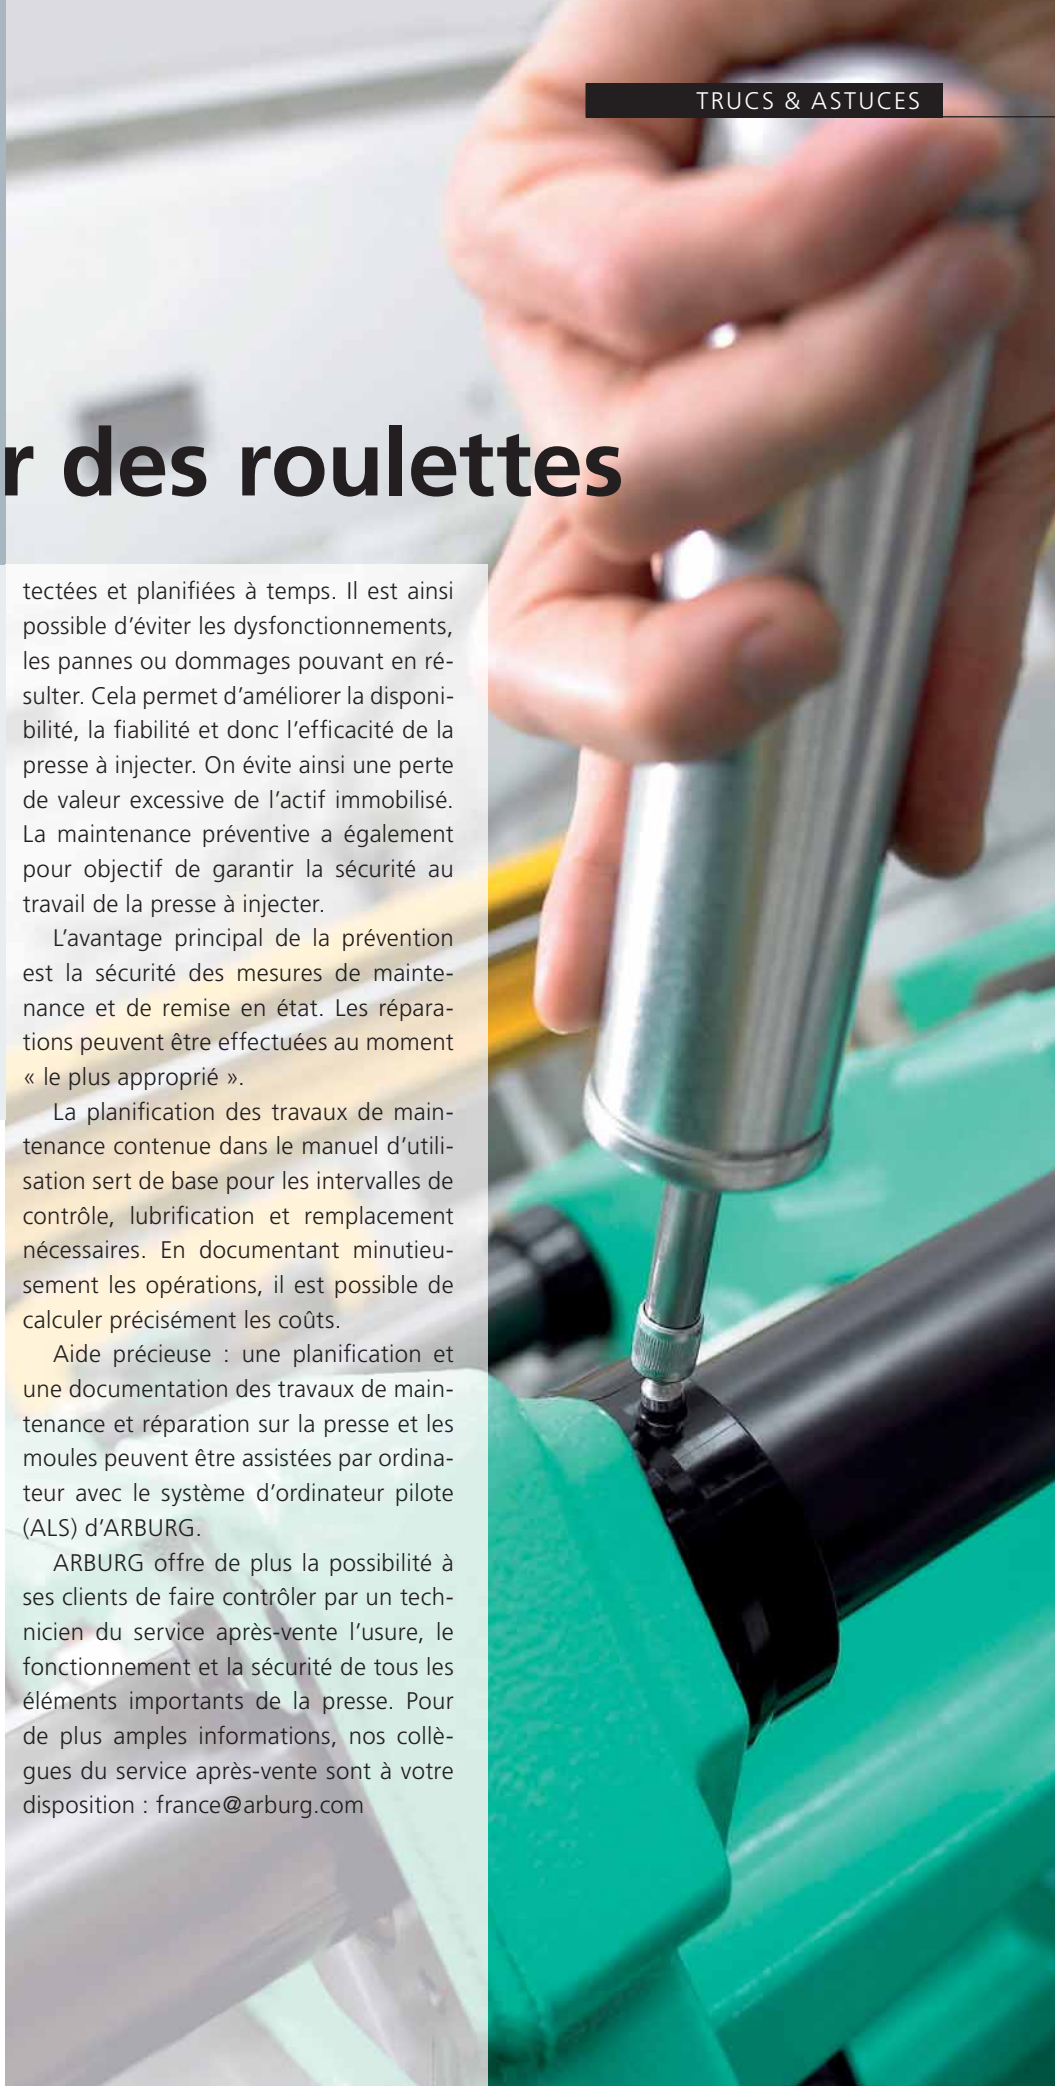 TRUCS & ASTUCES
r des roulettes
tectées et planifiées à temps. Il est ainsi
possible d’éviter les dysfonctionnements,
les pannes ou dommages pouvant en ré-
sulter. Cela permet d’améliorer la disponi-
bilité, la fiabilité et donc l’efficacité de la
presse à injecter. On évite ainsi une perte
de valeur excessive de l’actif immobilisé.
La maintenance préventive a également
pour objectif de garantir la sécurité au
travail de la presse à injecter.
L’avantage principal de la prévention
est la sécurité des mesures de mainte-
nance et de remise en état. Les répara-
tions peuvent être effectuées au moment
« le plus approprié ».
La planification des travaux de main-
tenance contenue dans le manuel d’utili-
sation sert de base pour les intervalles de
contrôle, lubrification et remplacement
nécessaires. En documentant minutieu-
sement les opérations, il est possible de
calculer précisément les coûts.
Aide précieuse : une planification et
une documentation des travaux de main-
tenance et réparation sur la presse et les
moules peuvent être assistées par ordina-
teur avec le système d’ordinateur pilote
(ALS) d’ARBURG.
ARBURG offre de plus la possibilité à
ses clients de faire contrôler par un tech-
nicien du service après-vente l’usure, le
fonctionnement et la sécurité de tous les
éléments importants de la presse. Pour
de plus amples informations, nos collè-
gues du service après-vente sont à votre
disposition : france@arburg.com